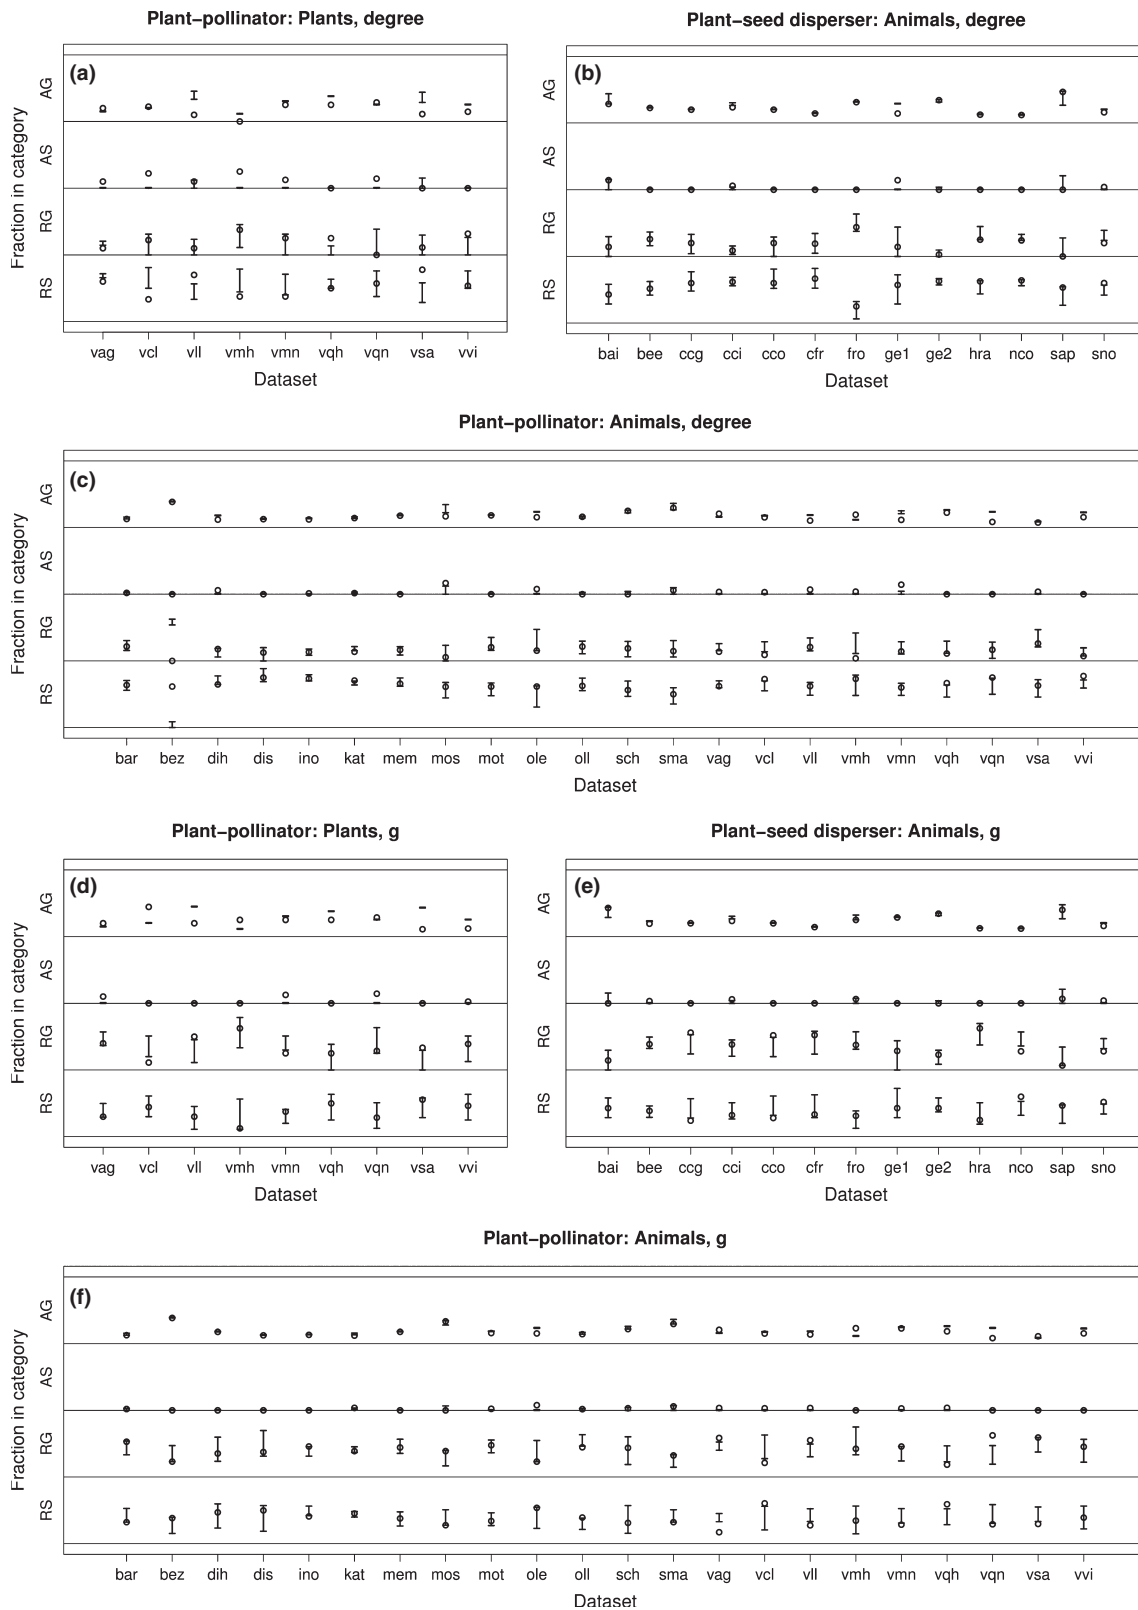 Plant−pollinator: Plants, degree
Plant−seed disperser: Animals, degree
(a)
(b)
Fraction in category
AG
AS
RG
RS
AG
AS
RG
RS
vag vcl vll vmh vmn vqh vqn vsa vvi
bai bee ccg cci cco cfr fro ge1 ge2 hra nco sap sno
Dataset
Dataset
Plant−pollinator: Animals, degree
(c)
Fraction in category
AG
AS
RG
RS
bar bez dih dis ino kat mem mos mot ole oll sch sma vag vcl vll vmh vmn vqh vqn vsa vvi
Dataset
Plant−pollinator: Plants, g
Plant−seed disperser: Animals, g
(d)
(e)
Fraction in category
AG
AS
RG
RS
AG
AS
RG
RS
vag vcl vll vmh vmn vqh vqn vsa vvi
bai bee ccg cci cco cfr fro ge1 ge2 hra nco sap sno
Dataset
Dataset
Plant−pollinator: Animals, g
(f)
Fraction in category
AG
AS
RG
RS
bar bez dih dis ino kat mem mos mot ole oll sch sma vag vcl vll vmh vmn vqh vqn vsa vvi
Dataset